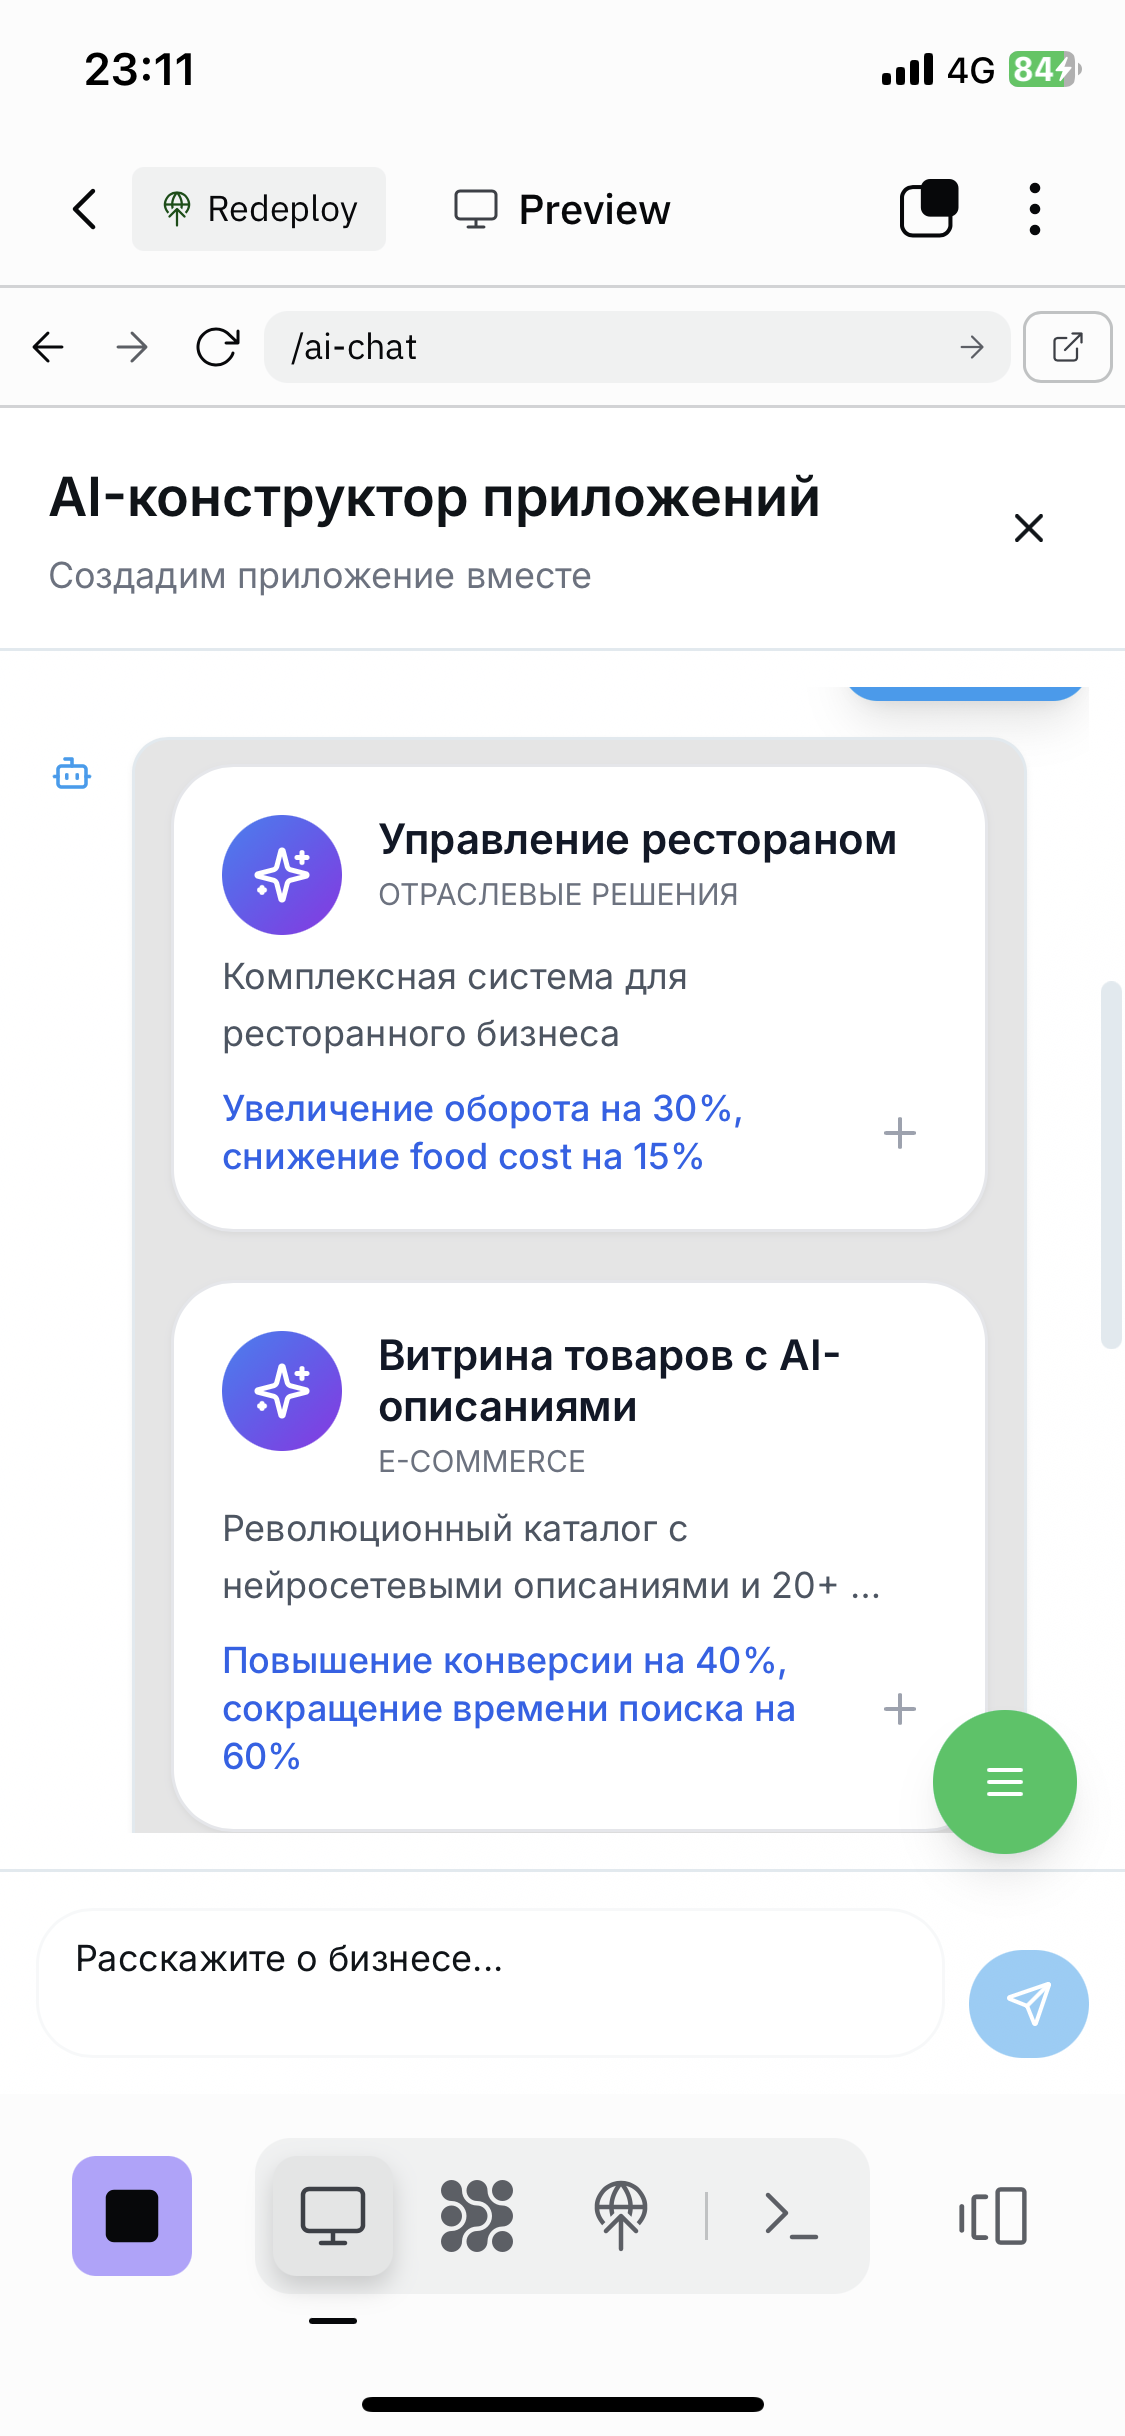 23:11
4G 84
Redeploy
Preview
/ai-chat
AI-конструктор приложений
Создадим приложение вместе
Управление рестораном
ОТРАСЛЕВЫЕ РЕШЕНИЯ
Комплексная система для
ресторанного бизнеса
Увеличение оборота на 30%,
снижение food cost на 15%
Витрина товаров с AI-
описаниями
E-COMMERCE
Революционный каталог с
нейросетевыми описаниями и 20+ ...
Повышение конверсии на 40%,
сокращение времени поиска на
60%
Расскажите о бизнесе...